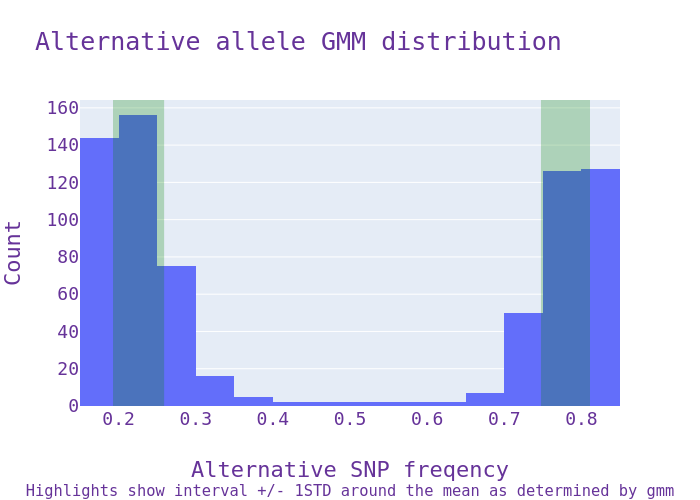 Alternative allele GMM distribution
160
140
120
100
80
60
40
20
0
Count
0.2 0.3 0.4 0.5 0.6 0.7 0.8
Alternative SNP freqency
Highlights show interval +/- 1STD around the mean as determined by gmm